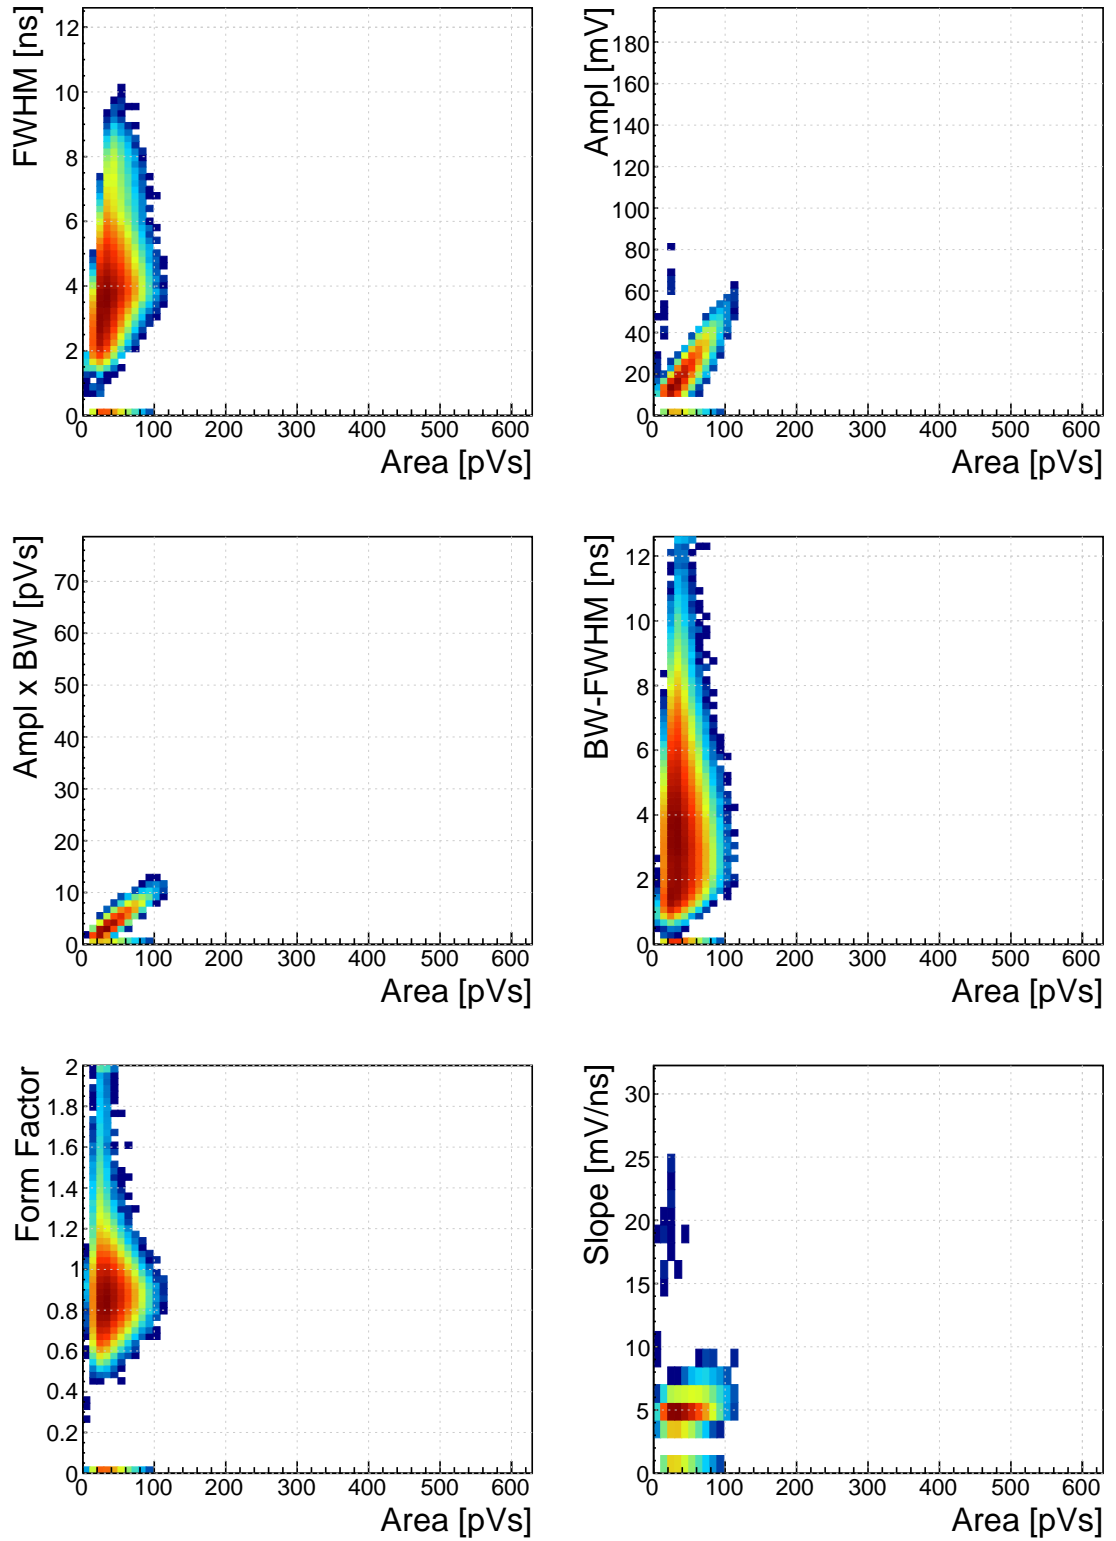 FWHM [ns]
12
10
8
6
4
2
0
0 100 200 300 400 500 600
Area [pVs]
Ampl [mV]
180
160
140
120
100
80
60
40
20
0
0 100 200 300 400 500 600
Area [pVs]
Ampl x BW [pVs]
70
60
50
40
30
20
10
0
0 100 200 300 400 500 600
Area [pVs]
BW-FWHM [ns]
12
10
8
6
4
2
0
0 100 200 300 400 500 600
Area [pVs]
Form Factor
2
1.8
1.6
1.4
1.2
1
0.8
0.6
0.4
0.2
0
0 100 200 300 400 500 600
Area [pVs]
Slope [mV/ns]
30
25
20
15
10
5
0
0 100 200 300 400 500 600
Area [pVs]